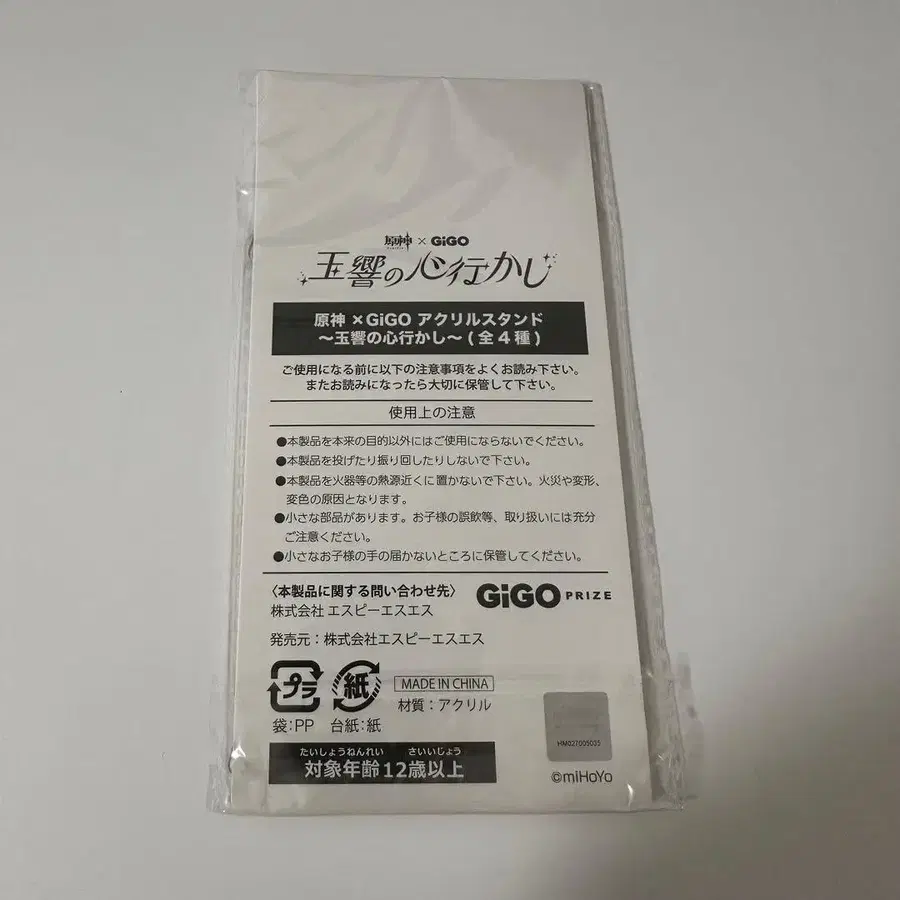 原神 × GiGO
玉響の心行かし
原神 ×GiGO アクリルスタンド
～玉響の心行かし～(全4種)
ご使用になる前に以下の注意事項をよくお読み下さい。
またお読みになったら大切に保管して下さい。
使用上の注意
●本製品を本来の目的以外にはご使用にならないでください。
●本製品を投げたり振り回したりしないで下さい。
●本製品を火器等の熱源近くに置かないで下さい。火災や変形、
変色の原因となります。
●小さな部品があります。お子様の誤飲等、取り扱いには充分
ご注意ください。
●小さなお子様の手の届かないところに保管してください。
〈本製品に関する問い合わせ先〉
株式会社 エスピーエスエス
GiGO PRIZE
発売元：株式会社エスピーエスエス
プラ
紙
MADE IN CHINA
材質：アクリル
袋:PP 台紙:紙
HM027005035
たいしょうねんれい さいいじょう
対象年齢12歳以上
©miHoYo